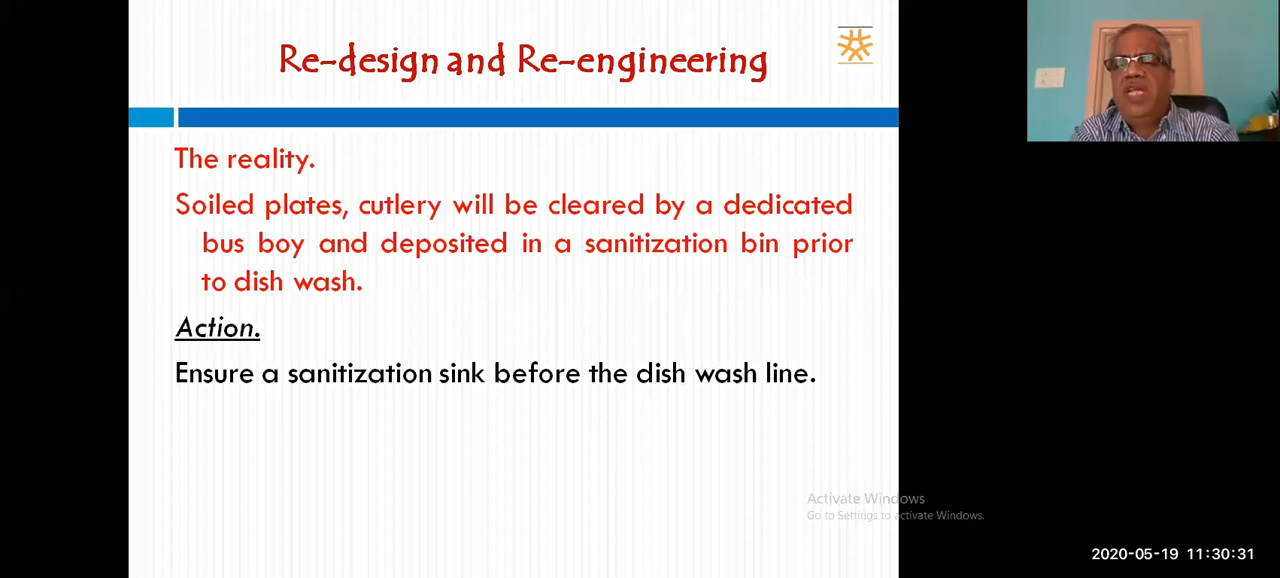 Re-design and Re-engineering
The reality.
Soiled plates, cutlery will be cleared by a dedicated
bus boy and deposited in a sanitization bin prior
to dish wash.
Action.
Ensure a sanitization sink before the dish wash line.
Activate Windows
Go to Settings to activate Windows.
2020-05-19 11:30:31